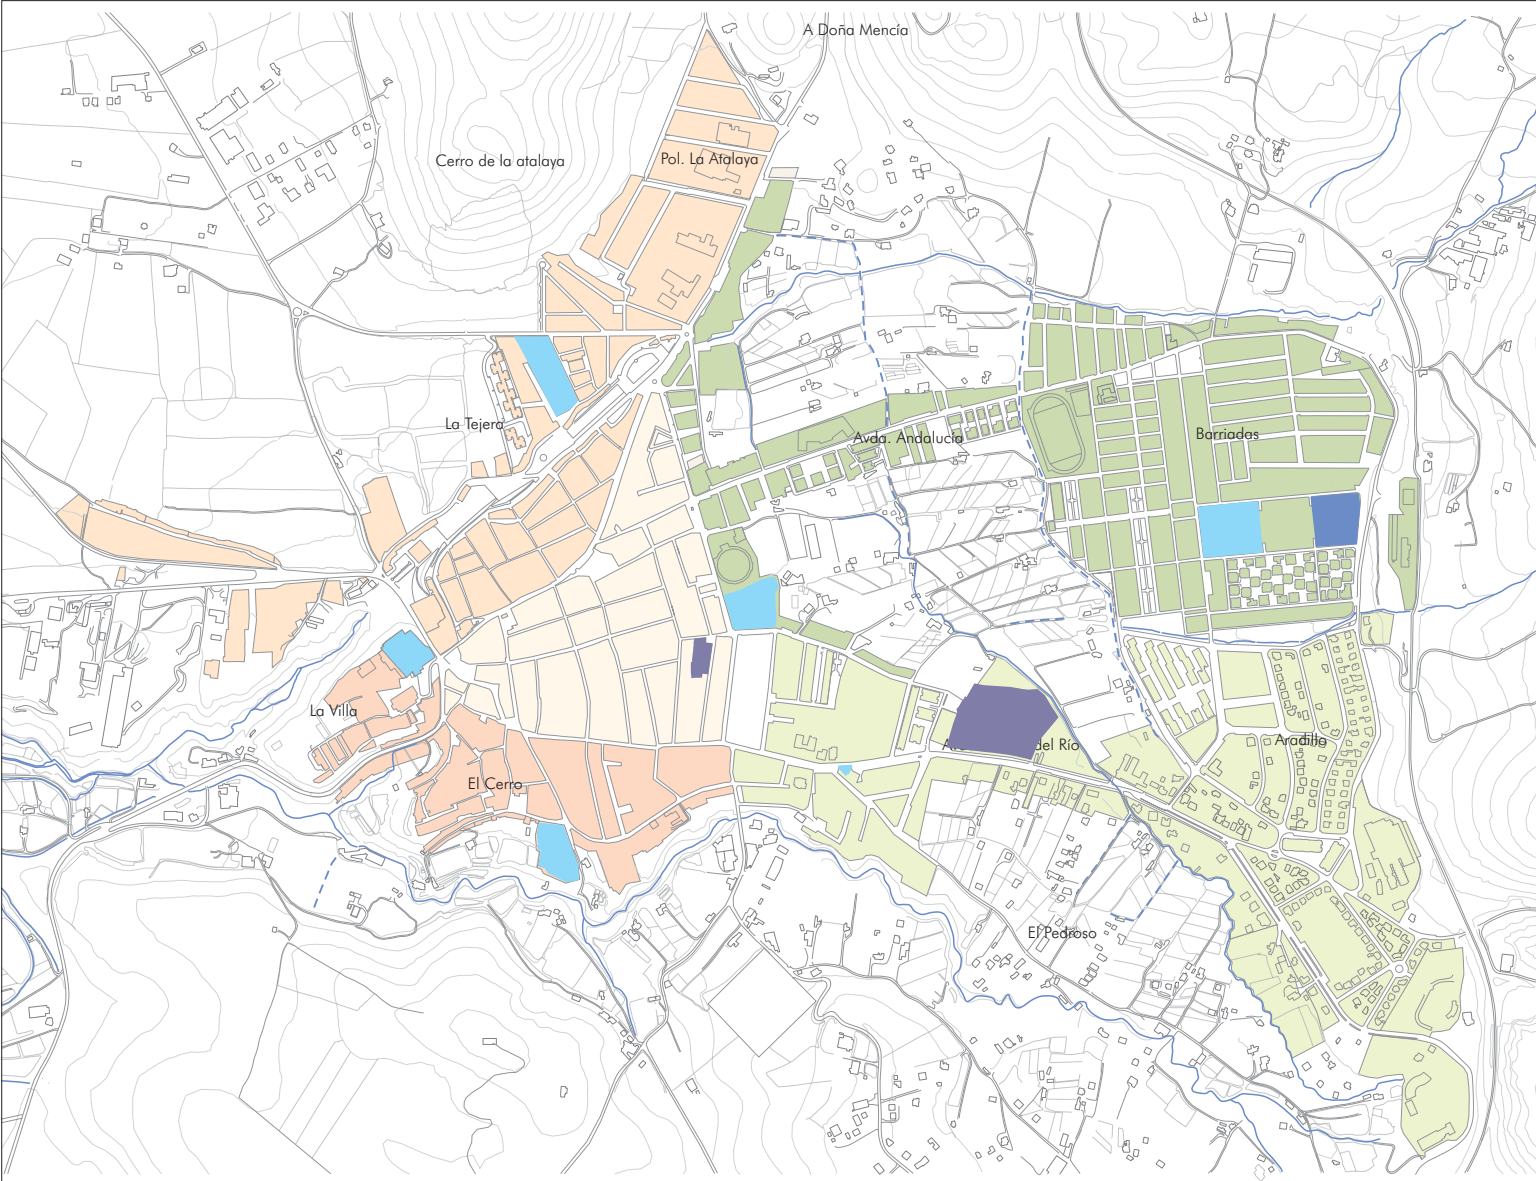 A Doña Mencía
Cerro de la atalaya
Pol. La Atalaya
La Tejera
Avda. Andalucía
Barriadas
La Villa
Aradillo
del Río
El Cerro
El Pedroso